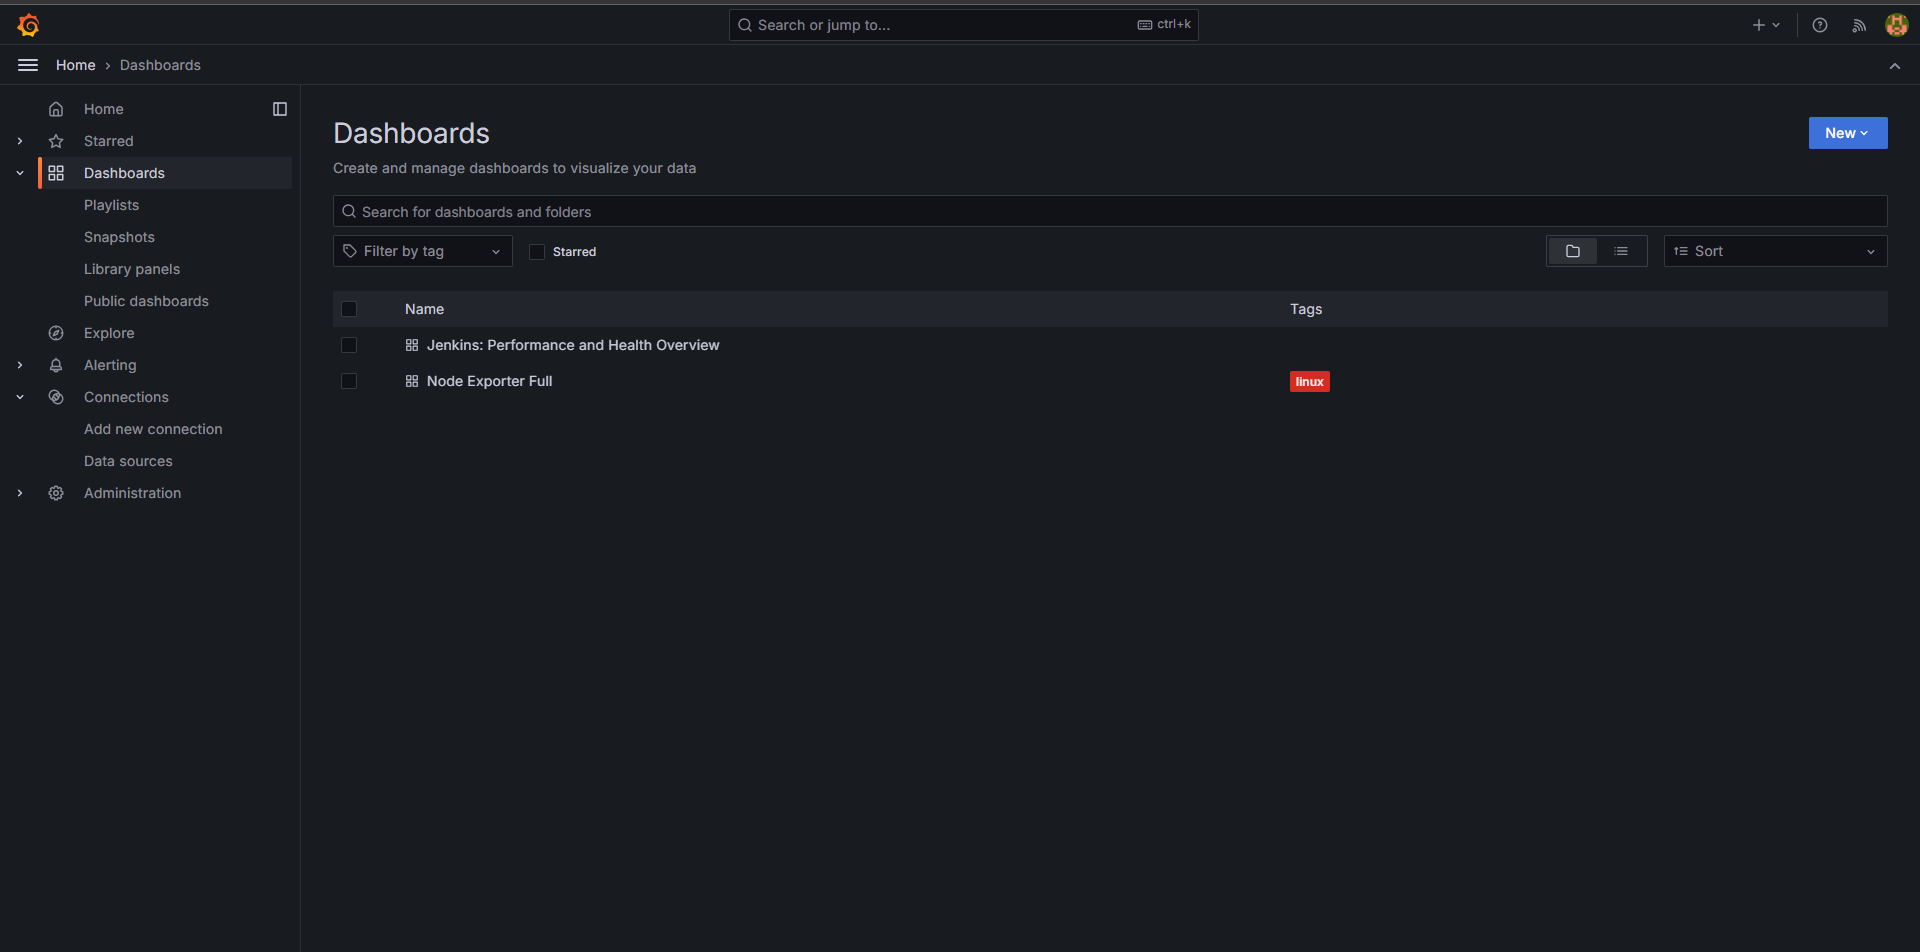 Search or jump to...
ctrl+k
Home
Dashboards
Home
Starred
Dashboards
Playlists
Snapshots
Library panels
Public dashboards
Explore
Alerting
Connections
Add new connection
Data sources
Administration
Dashboards
New
Create and manage dashboards to visualize your data
Search for dashboards and folders
Filter by tag
Starred
Sort
Name
Tags
Jenkins: Performance and Health Overview
Node Exporter Full
linux